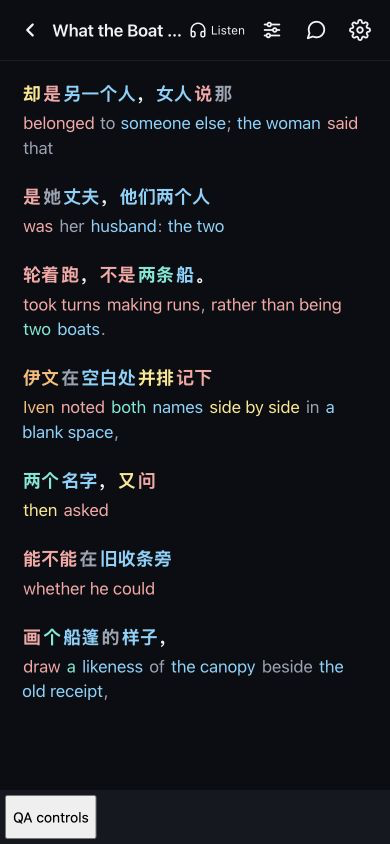 What the Boat ... Listen
却是另一个人，女人说那
belonged to someone else; the woman said
that
是她丈夫，他们两个人
was her husband: the two
轮着跑，不是两条船。
took turns making runs, rather than being
two boats.
伊文在空白处并排记下
Iven noted both names side by side in a
blank space,
两个名字，又问
then asked
能不能在旧收条旁
whether he could
画个船篷的样子，
draw a likeness of the canopy beside the
old receipt,
QA controls